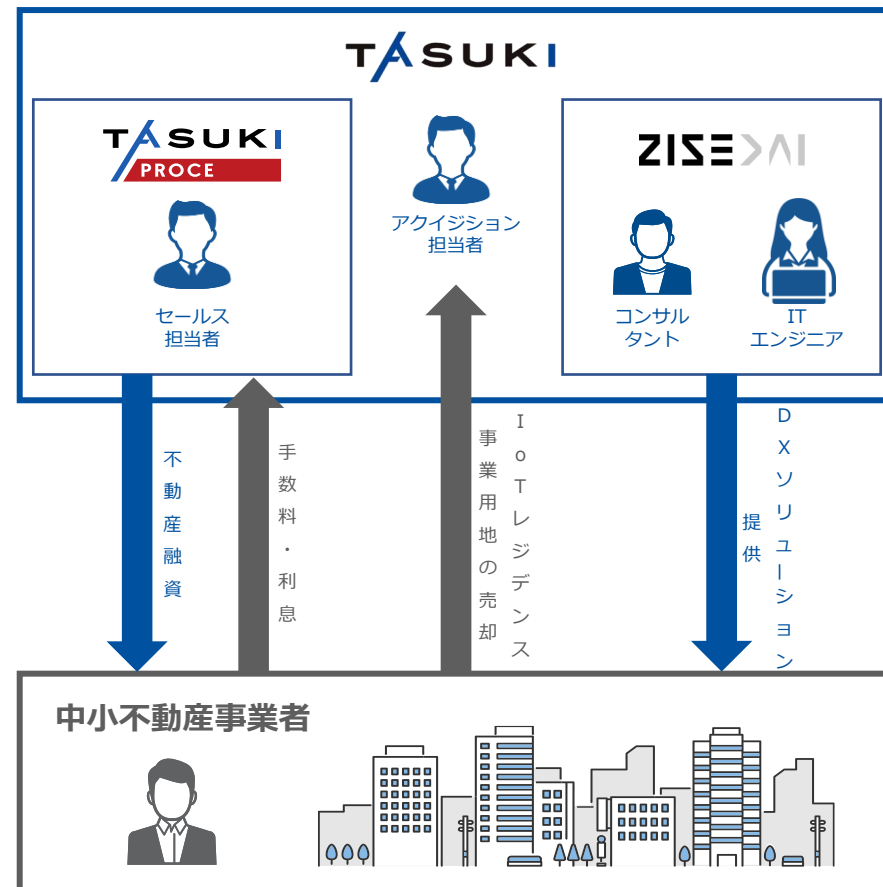 TASUKI
TASUKI
PROCE
セールス
担当者
アクイジション
担当者
ZISEDAI
コンサル
タント
IT
エンジニア
不動産融資
手数料・利息
IoTレジデンス
事業用地の売却
DXソリューション
提供
中小不動産事業者